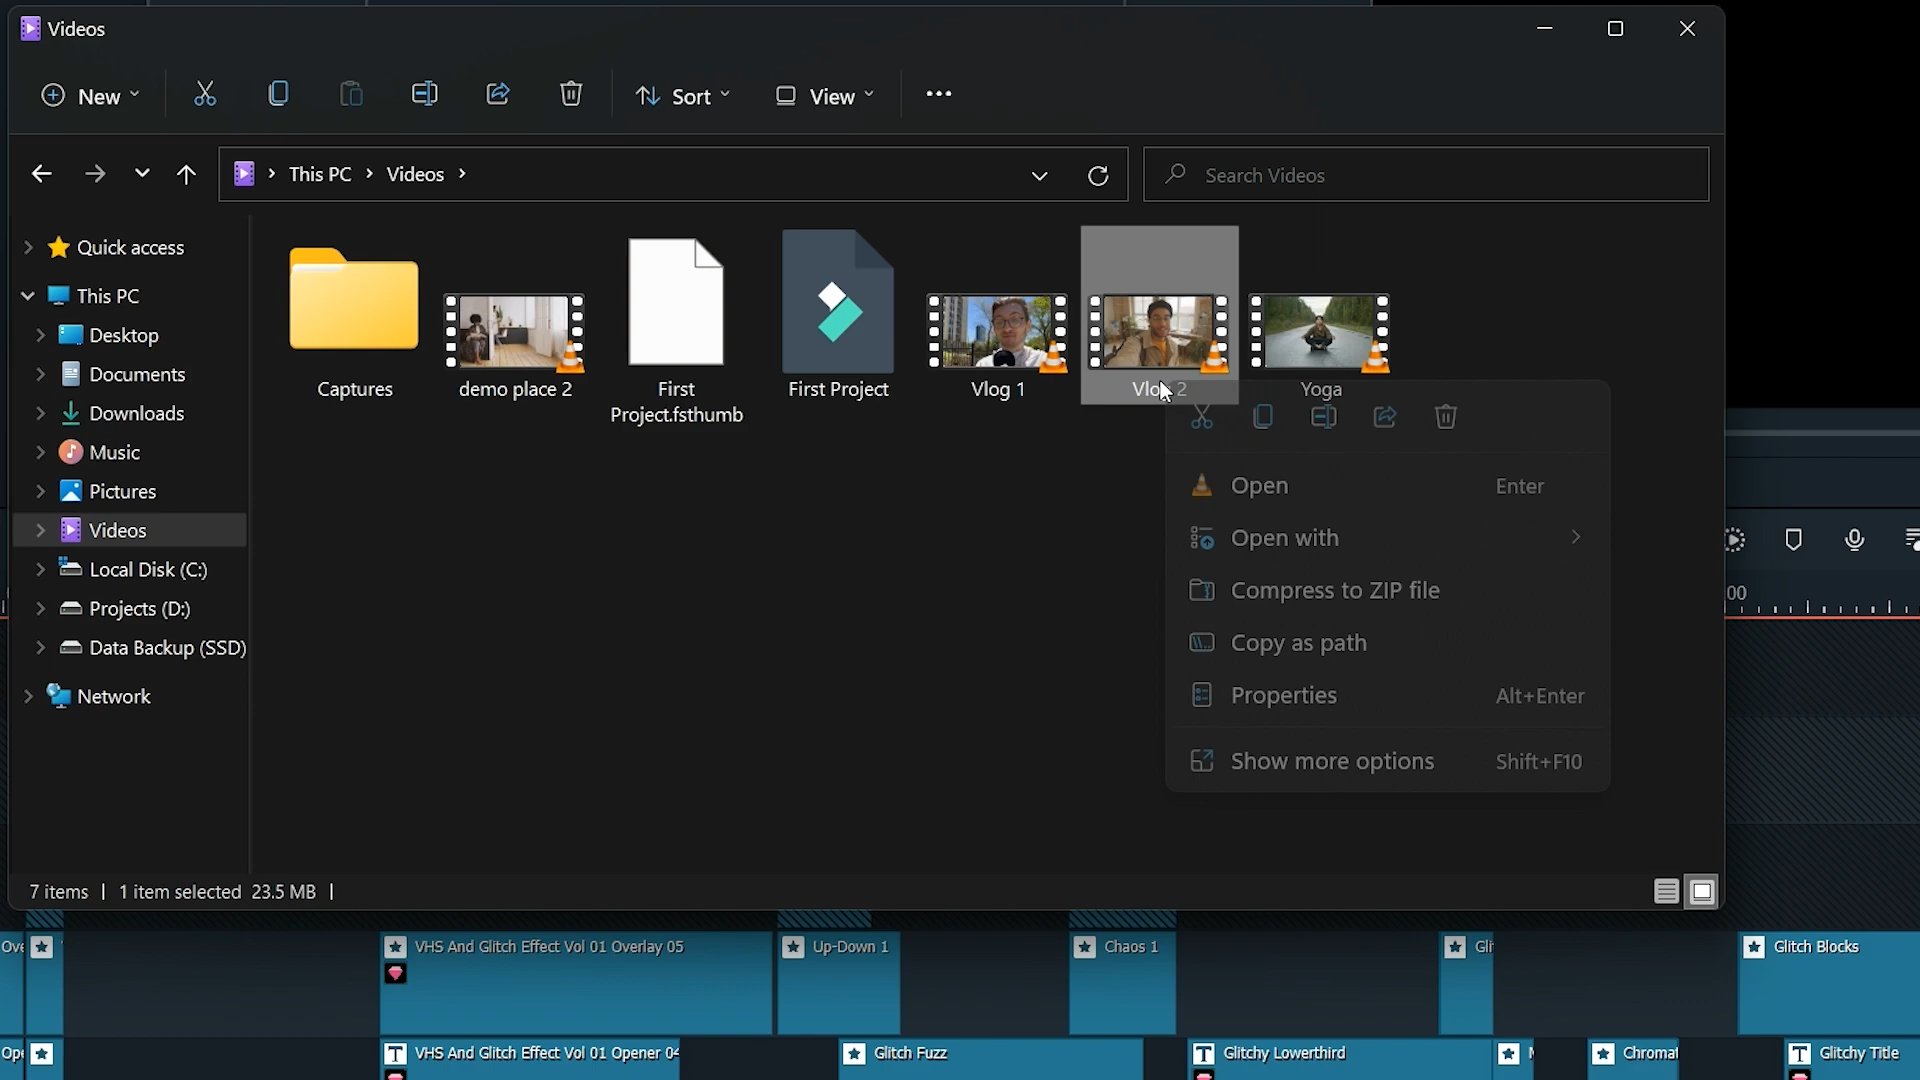 Videos
New
Sort
View
This PC
Videos
Search Videos
Quick access
This PC
Desktop
Documents
Downloads
Music
Pictures
Videos
Local Disk (C:)
Projects (D:)
Data Backup (SSD)
Network
Captures
demo place 2
First
Project.fsthumb
First Project
Vlog 1
Yoga
Open Enter
Open with
Compress to ZIP file
Copy as path
Properties Alt+Enter
Show more options Shift+F10
00
7 items 1 item selected 23.5 MB
VHS And Glitch Effect Vol 01 Overlay 05
Up-Down 1
Chaos 1
Glitch Blocks
VHS And Glitch Effect Vol 01 Opener
Glitch Fuzz
Glitchy Lowerthird
Glitchy Title